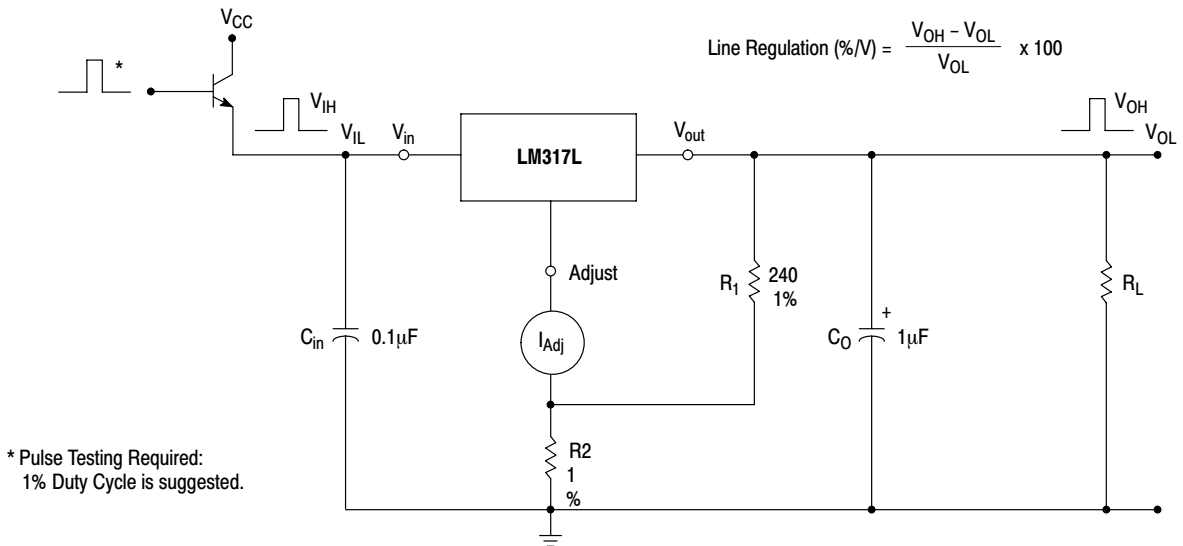 V_CC
Line Regulation (%/V) = (V_OH – V_OL) / V_OL x 100
*
V_IH
V_IL
V_in
LM317L
V_out
V_OH
V_OL
Adjust
R_1
240
1%
R_L
C_in
0.1μF
I_Adj
C_O
+
1μF
* Pulse Testing Required:
1% Duty Cycle is suggested.
R2
1
%